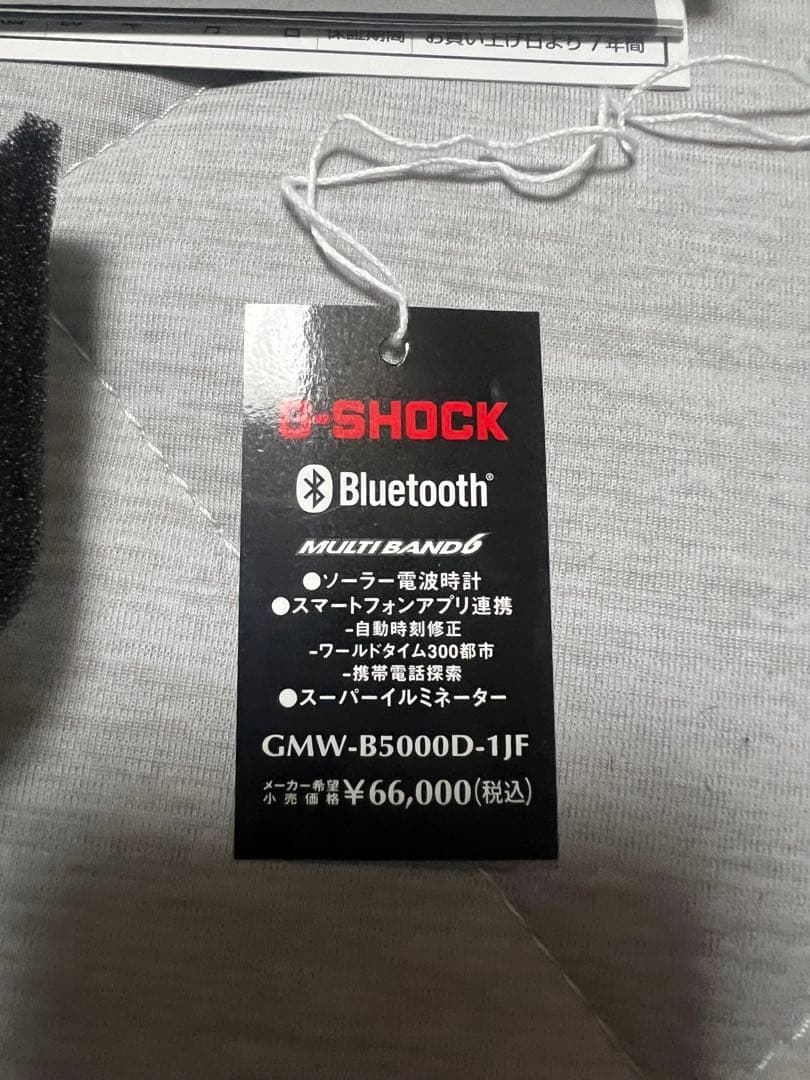 年 月 日 保証期間 お買い上げ日より1年間
G-SHOCK
Bluetooth®
MULTI BAND 6
●ソーラー電波時計
●スマートフォンアプリ連携
-自動時刻修正
-ワールドタイム300都市
-携帯電話探索
●スーパーイルミネーター
GMW-B5000D-1JF
メーカー希望
小売価格 ¥66,000(税込)